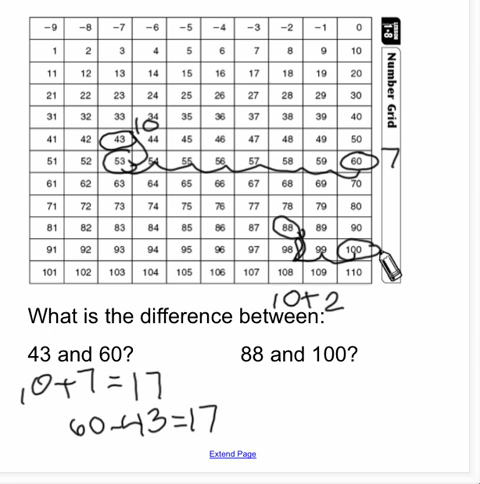 -9 -8 -7 -6 -5 -4 -3 -2 -1 0
1 2 3 4 5 6 7 8 9 10
11 12 13 14 15 16 17 18 19 20
21 22 23 24 25 26 27 28 29 30
31 32 33 34 35 36 37 38 39 40
10
41 42 43 44 45 46 47 48 49 50
51 52 53 54 55 56 57 58 59 60 7
61 62 63 64 65 66 67 68 69 70
71 72 73 74 75 76 77 78 79 80
81 82 83 84 85 86 87 88 89 90
91 92 93 94 95 96 97 98 99 100
101 102 103 104 105 106 107 108 109 110
LESSON
1-8
Number Grid
10+2
What is the difference between:
43 and 60? 88 and 100?
10+7=17
60-43=17
Extend Page